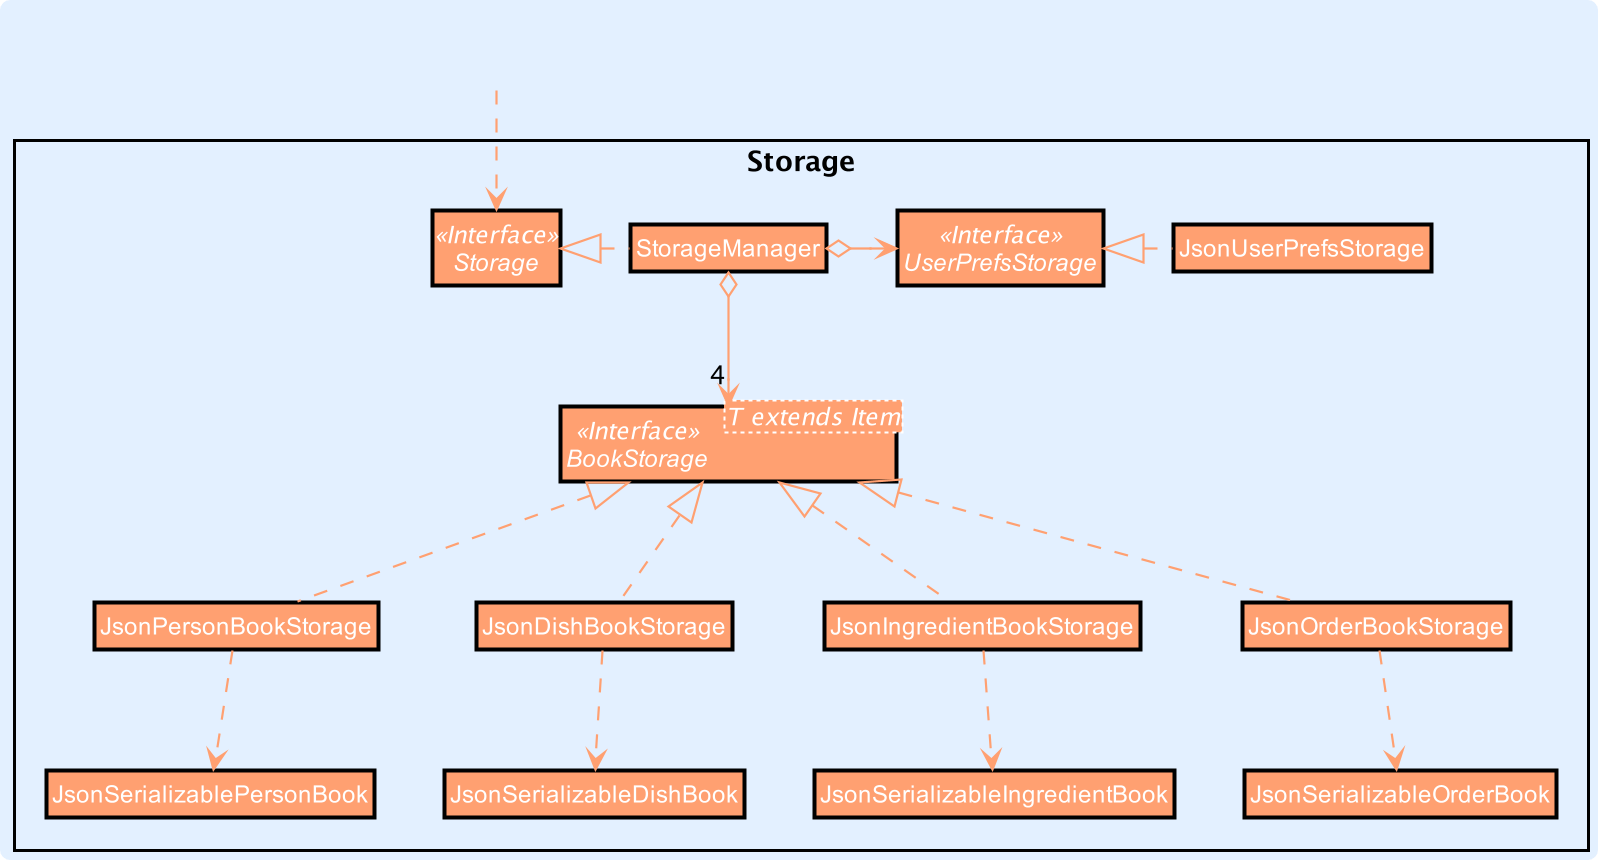 Storage
«Interface»
Storage
StorageManager
«Interface»
UserPrefsStorage
JsonUserPrefsStorage
4
T extends Item
«Interface»
BookStorage
JsonPersonBookStorage
JsonDishBookStorage
JsonIngredientBookStorage
JsonOrderBookStorage
JsonSerializablePersonBook
JsonSerializableDishBook
JsonSerializableIngredientBook
JsonSerializableOrderBook